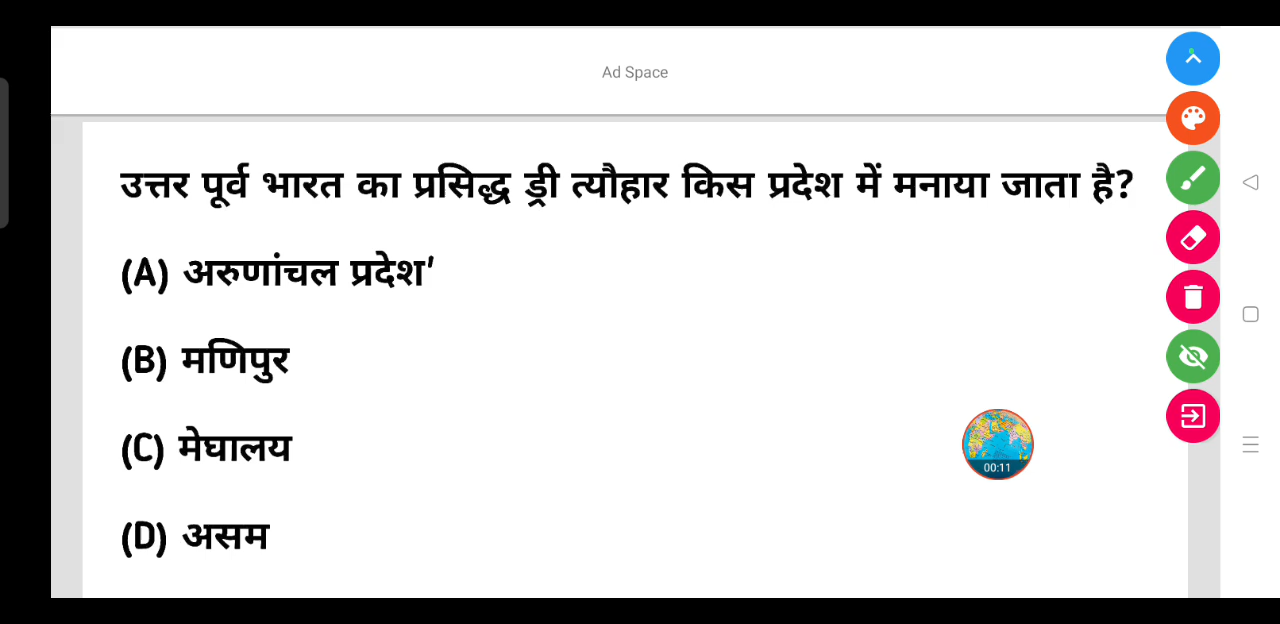 Ad Space
उत्तर पूर्व भारत का प्रसिद्ध ड्री त्यौहार किस प्रदेश में मनाया जाता है?
(A) अरुणांचल प्रदेश'
(B) मणिपुर
(C) मेघालय
(D) असम
00:11